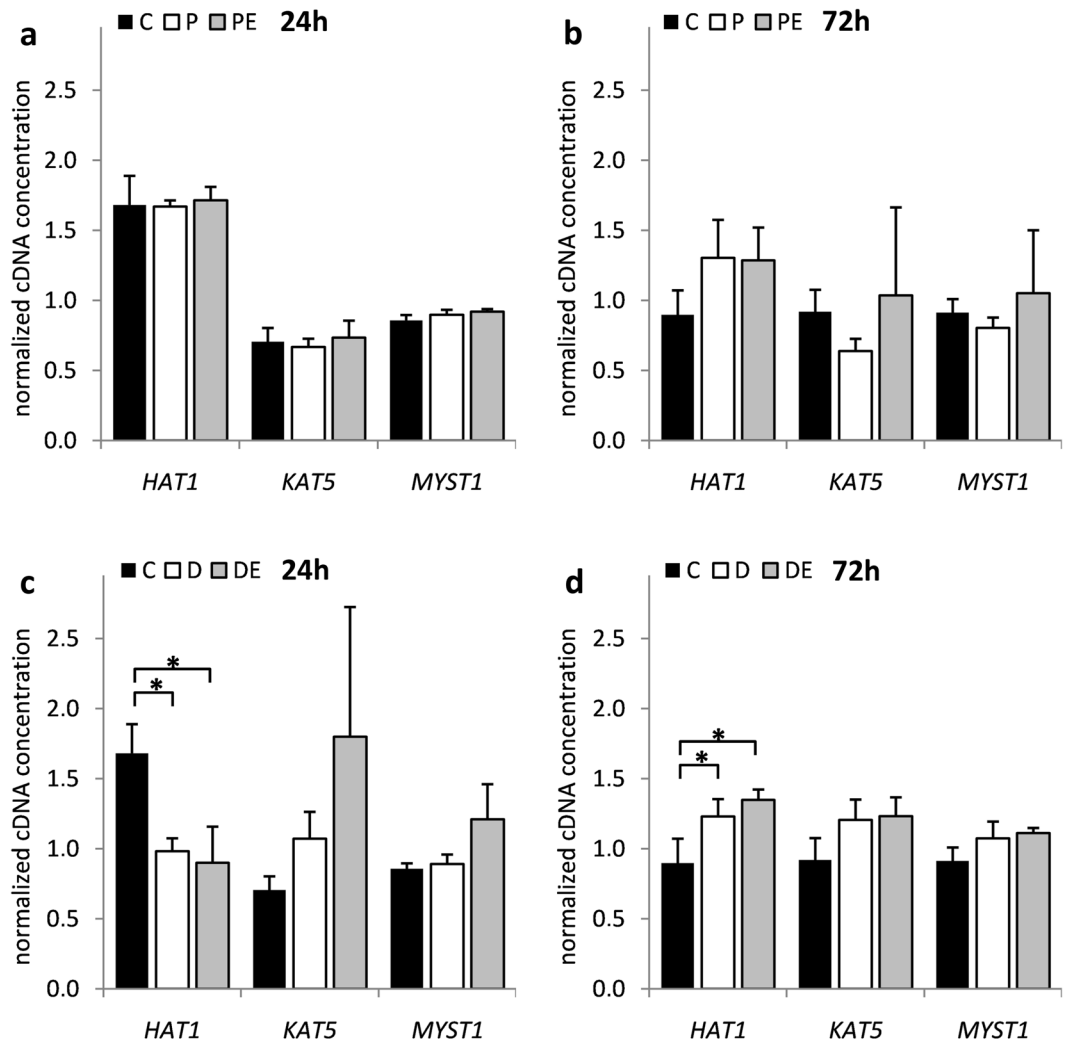 a
C P PE 24h
normalized cDNA concentration
2.5
2.0
1.5
1.0
0.5
0.0
HAT1 KAT5 MYST1
b
C P PE 72h
normalized cDNA concentration
2.5
2.0
1.5
1.0
0.5
0.0
HAT1 KAT5 MYST1
c
C D DE 24h
normalized cDNA concentration
2.5
2.0
1.5
1.0
0.5
0.0
*
*
HAT1 KAT5 MYST1
d
C D DE 72h
normalized cDNA concentration
2.5
2.0
1.5
1.0
0.5
0.0
*
*
HAT1 KAT5 MYST1